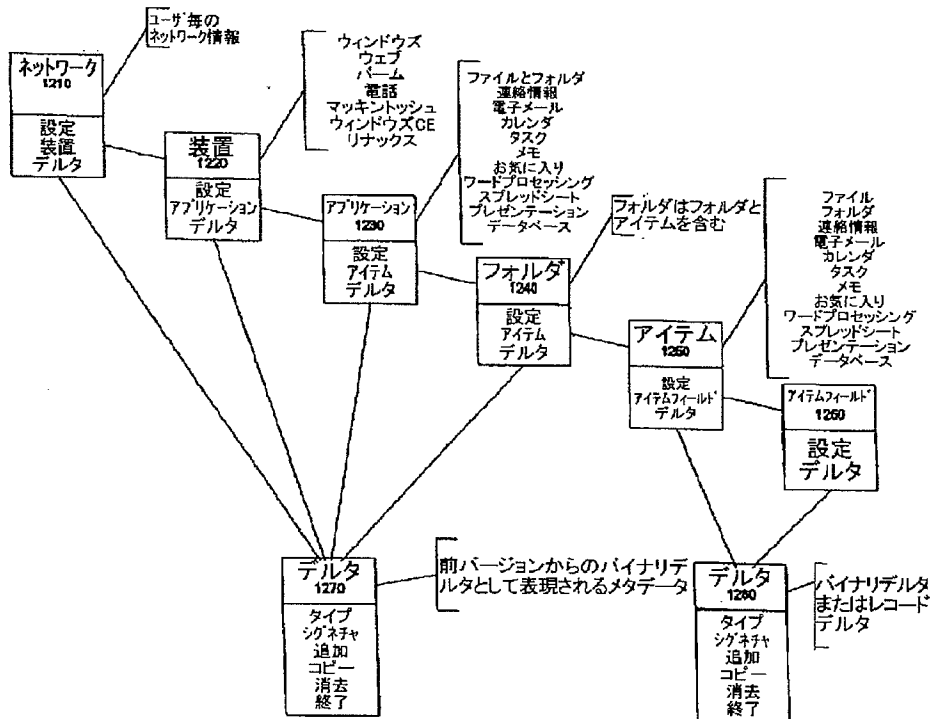 ユーザ毎の
ネットワーク情報
ネットワーク
1210
設定
装置
デルタ
ウィンドウズ
ウェブ
パーム
電話
マッキントッシュ
ウィンドウズCE
リナックス
装置
1220
設定
アプリケーション
デルタ
ファイルとフォルダ
連絡情報
電子メール
カレンダ
タスク
メモ
お気に入り
ワードプロセッシング
スプレッドシート
プレゼンテーション
データベース
アプリケーション
1230
設定
アイテム
デルタ
フォルダはフォルダと
アイテムを含む
フォルダ
1240
設定
アイテム
デルタ
ファイル
フォルダ
連絡情報
電子メール
カレンダ
タスク
メモ
お気に入り
ワードプロセッシング
スプレッドシート
プレゼンテーション
データベース
アイテム
1250
設定
アイテムフィールド
デルタ
アイテムフィールド
1260
設定
デルタ
デルタ
1270
タイプ
シグネチャ
追加
コピー
消去
終了
前バージョンからのバイナリデ
ルタとして表現されるメタデータ
デルタ
1280
タイプ
シグネチャ
追加
コピー
消去
終了
バイナリデルタ
またはレコード
デルタ